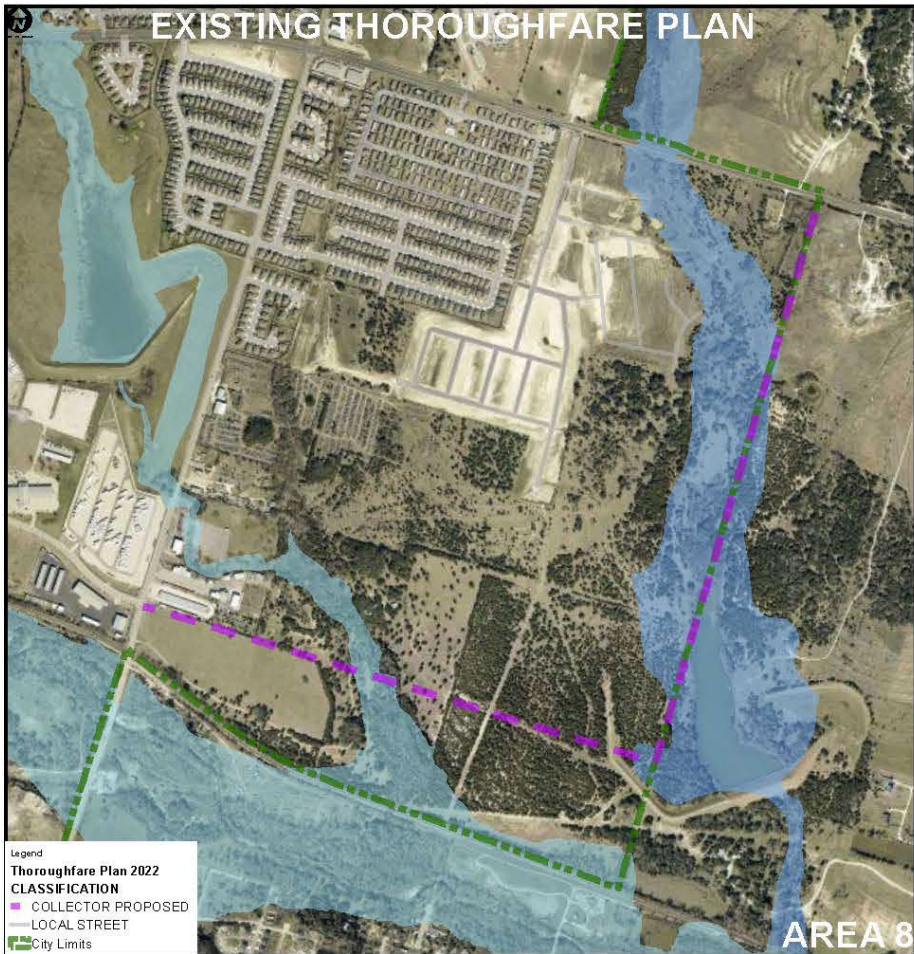 EXISTING THOROUGHFARE PLAN
N
Legend
Thoroughfare Plan 2022
CLASSIFICATION
COLLECTOR PROPOSED
LOCAL STREET
City Limits
AREA 8